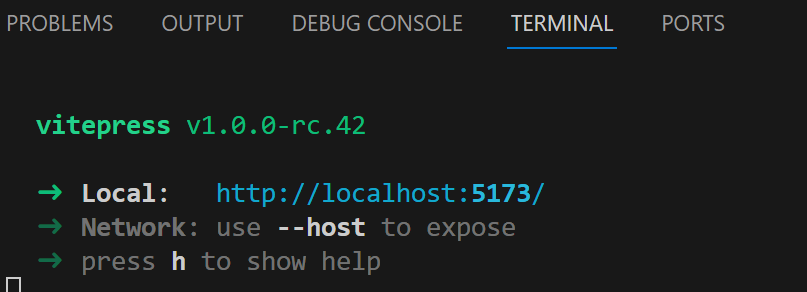 PROBLEMS OUTPUT DEBUG CONSOLE TERMINAL PORTS
vitepress v1.0.0-rc.42
➜ Local: http://localhost:5173/
➜ Network: use --host to expose
➜ press h to show help